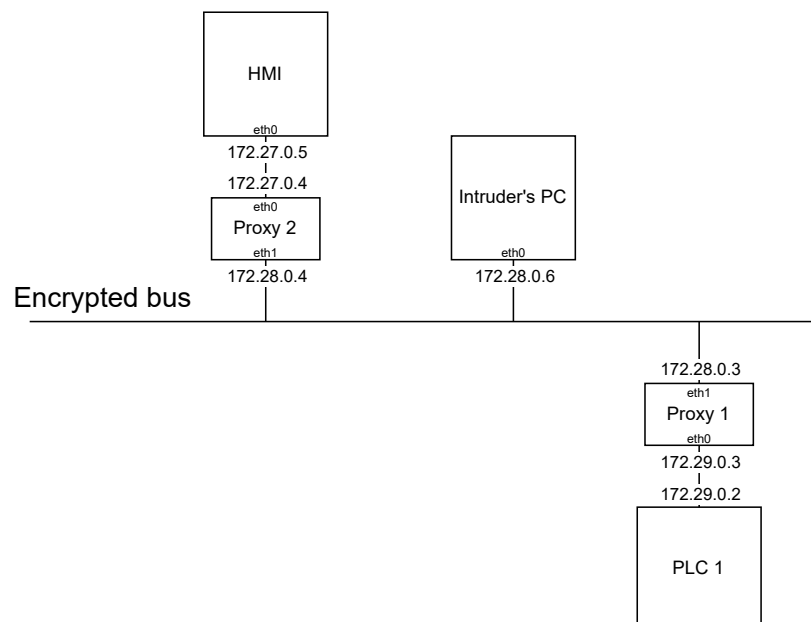 HMI
eth0
172.27.0.5
172.27.0.4
eth0
Proxy 2
eth1
172.28.0.4
Intruder's PC
eth0
172.28.0.6
Encrypted bus
172.28.0.3
eth1
Proxy 1
eth0
172.29.0.3
172.29.0.2
PLC 1